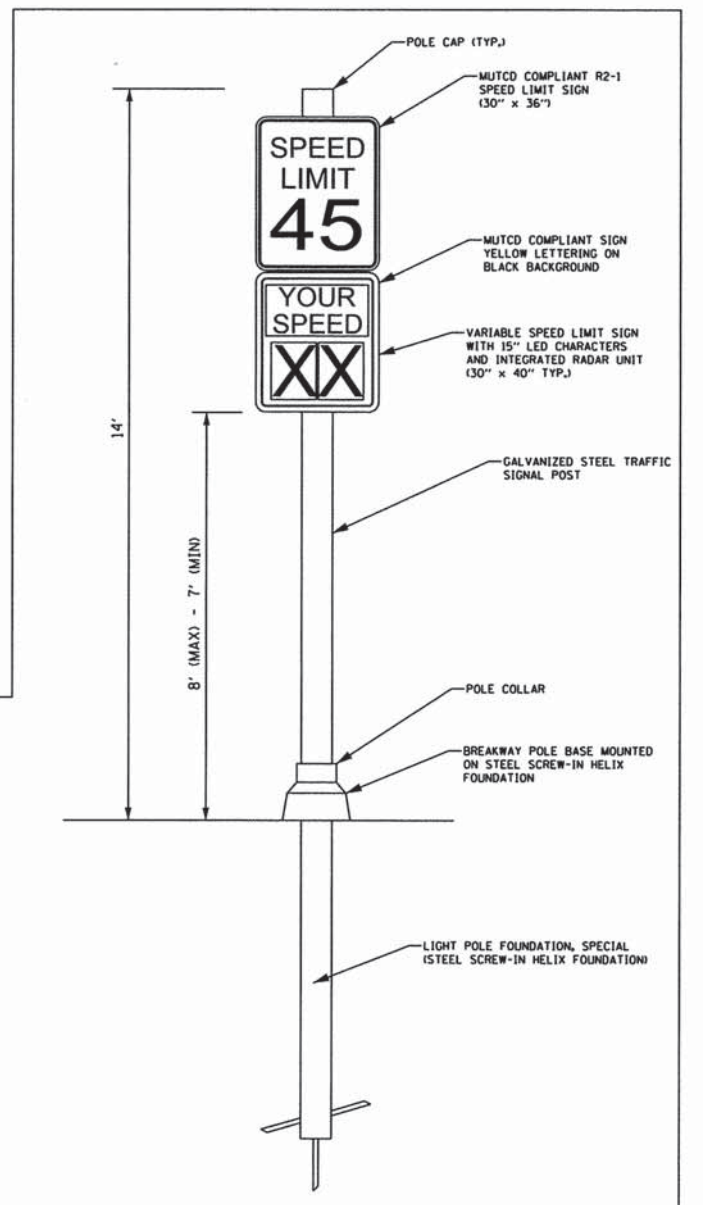 POLE CAP (TYP.)
MUTCD COMPLIANT R2-1
SPEED LIMIT SIGN
(30" x 36")
SPEED
LIMIT
45
MUTCD COMPLIANT SIGN
YELLOW LETTERING ON
BLACK BACKGROUND
YOUR
SPEED
XX
VARIABLE SPEED LIMIT SIGN
WITH 15" LED CHARACTERS
AND INTEGRATED RADAR UNIT
(30" x 40" TYP.)
14'
GALVANIZED STEEL TRAFFIC
SIGNAL POST
8' (MAX) - 7' (MIN)
POLE COLLAR
BREAKWAY POLE BASE MOUNTED
ON STEEL SCREW-IN HELIX
FOUNDATION
LIGHT POLE FOUNDATION, SPECIAL
(STEEL SCREW-IN HELIX FOUNDATION)